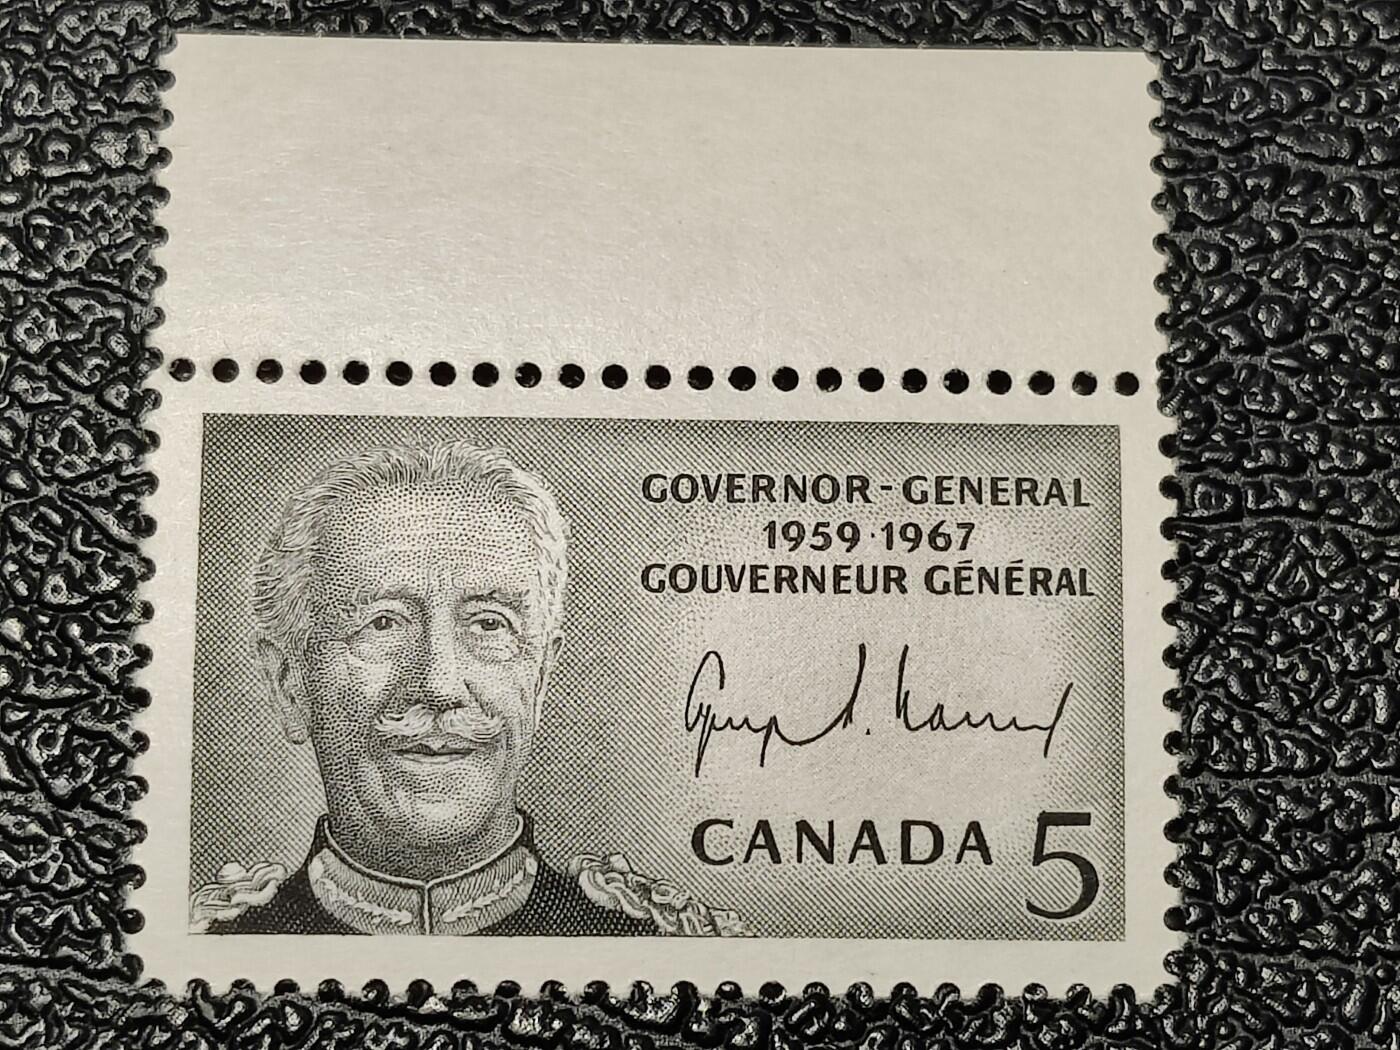 GOVERNOR-GENERAL
1959·1967
GOUVERNEUR GÉNÉRAL
CANADA 5